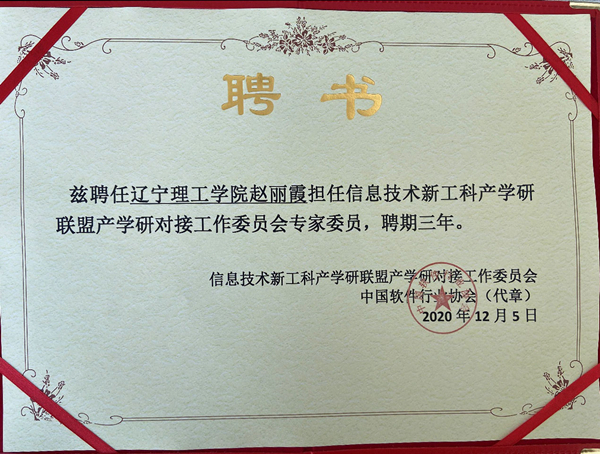 聘书
兹聘任辽宁理工学院赵丽霞担任信息技术新工科产学研
联盟产学研对接工作委员会专家委员，聘期三年。
信息技术新工科产学研联盟产学研对接工作委员会
中国软件行业协会（代章）
2020年12月5日